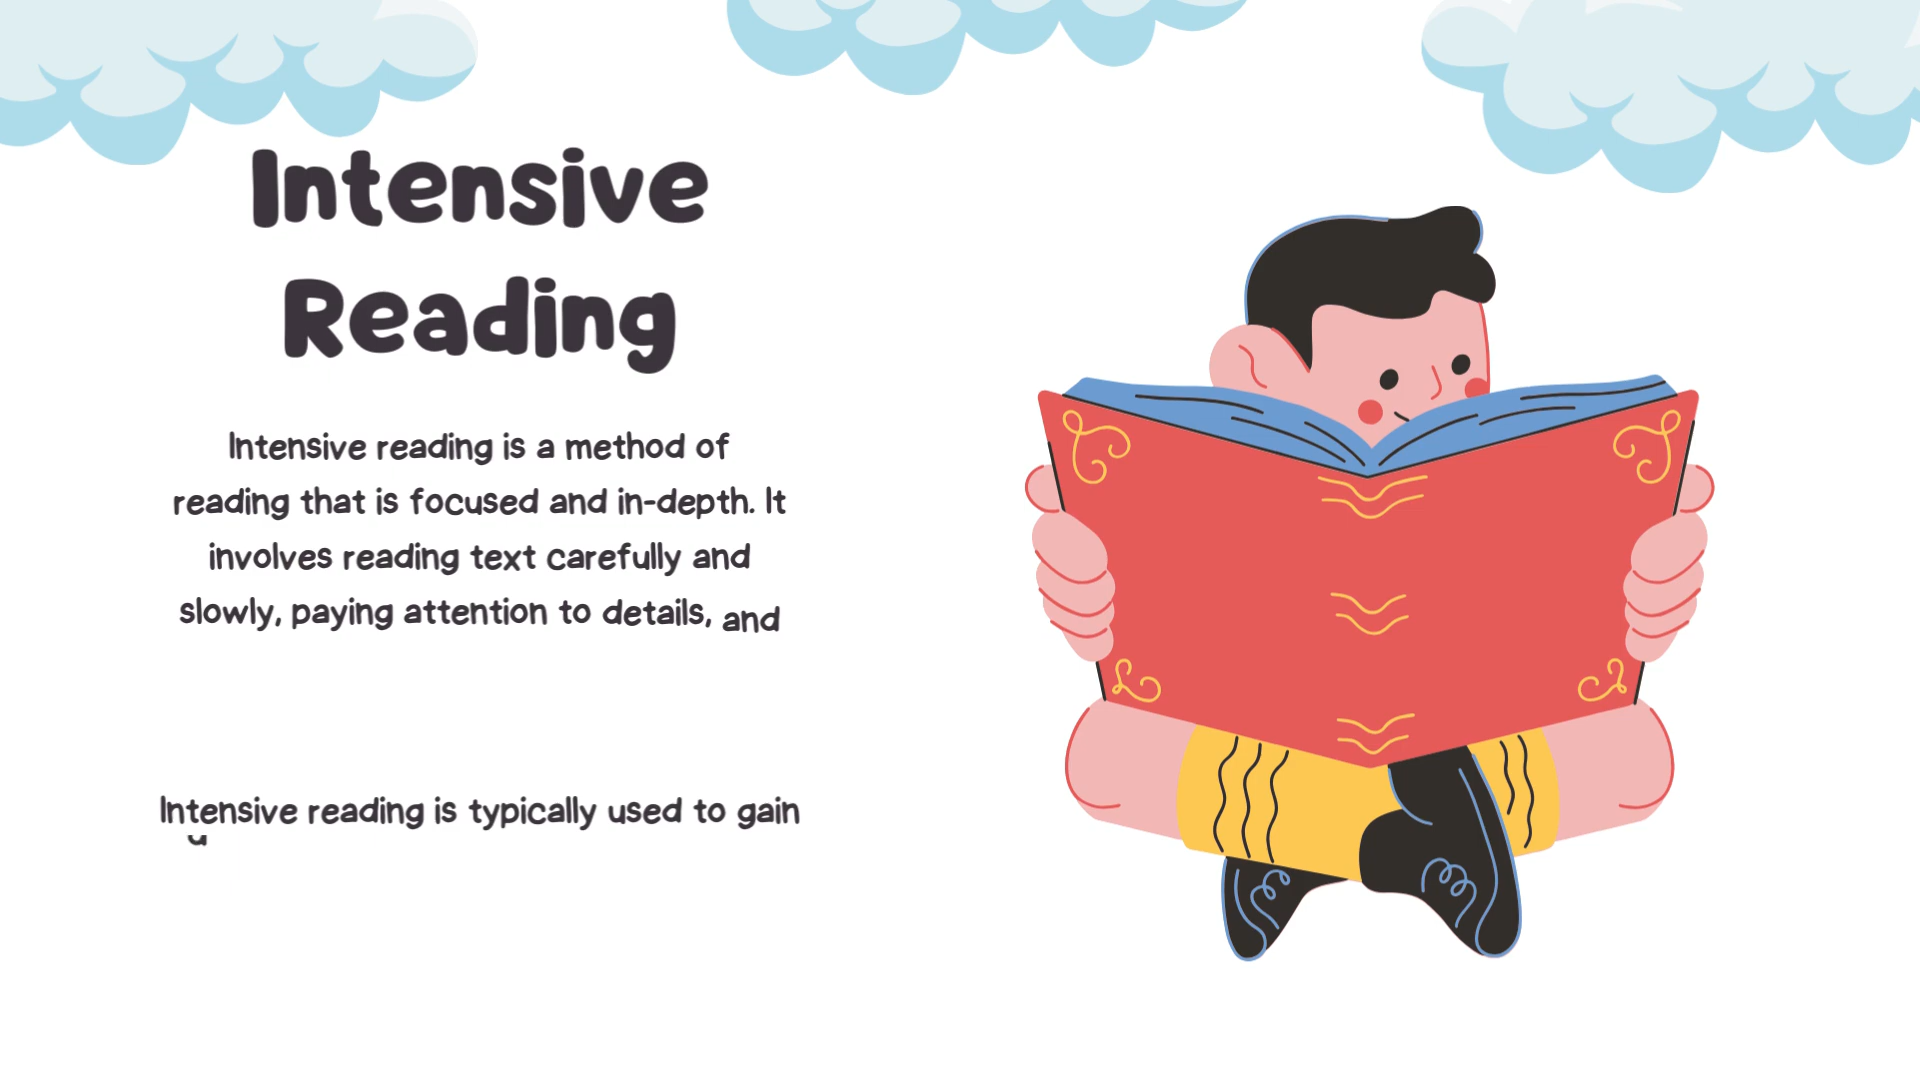 Intensive
Reading
Intensive reading is a method of
reading that is focused and in-depth. It
involves reading text carefully and
slowly, paying attention to details, and
Intensive reading is typically used to gain